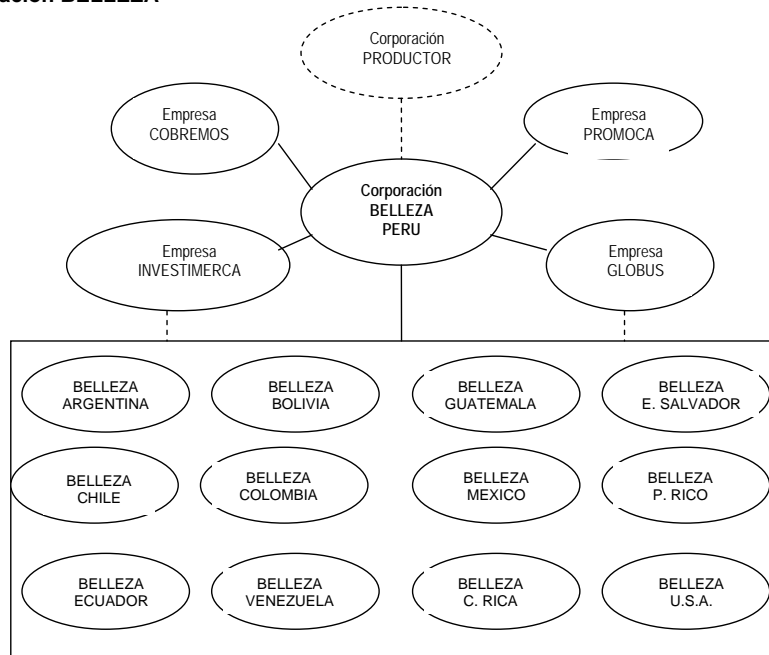 BELLEZA
Corporación
PRODUCTOR
Empresa
COBREMOS
Empresa
PROMOCA
Corporación
BELLEZA
PERU
Empresa
INVESTIMERCA
Empresa
GLOBUS
BELLEZA
ARGENTINA
BELLEZA
BOLIVIA
BELLEZA
GUATEMALA
BELLEZA
E. SALVADOR
BELLEZA
CHILE
BELLEZA
COLOMBIA
BELLEZA
MEXICO
BELLEZA
P. RICO
BELLEZA
ECUADOR
BELLEZA
VENEZUELA
BELLEZA
C. RICA
BELLEZA
U.S.A.